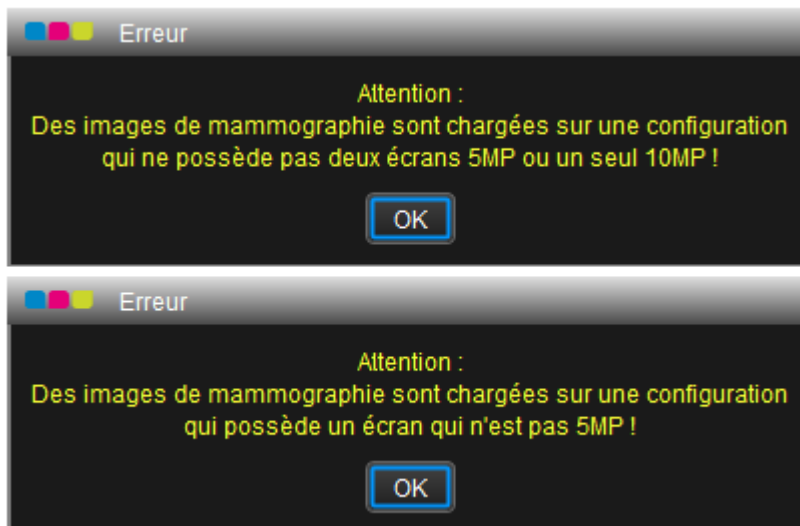 Erreur
Attention :
Des images de mammographie sont chargées sur une configuration
qui ne possède pas deux écrans 5MP ou un seul 10MP !
OK
Erreur
Attention :
Des images de mammographie sont chargées sur une configuration
qui possède un écran qui n'est pas 5MP !
OK